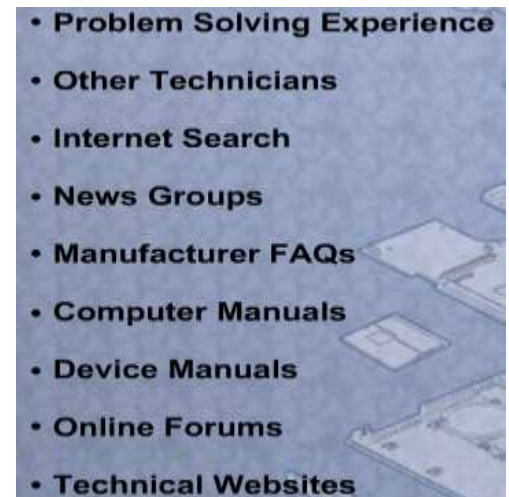 • Problem Solving Experience
• Other Technicians
• Internet Search
• News Groups
• Manufacturer FAQs
• Computer Manuals
• Device Manuals
• Online Forums
• Technical Websites